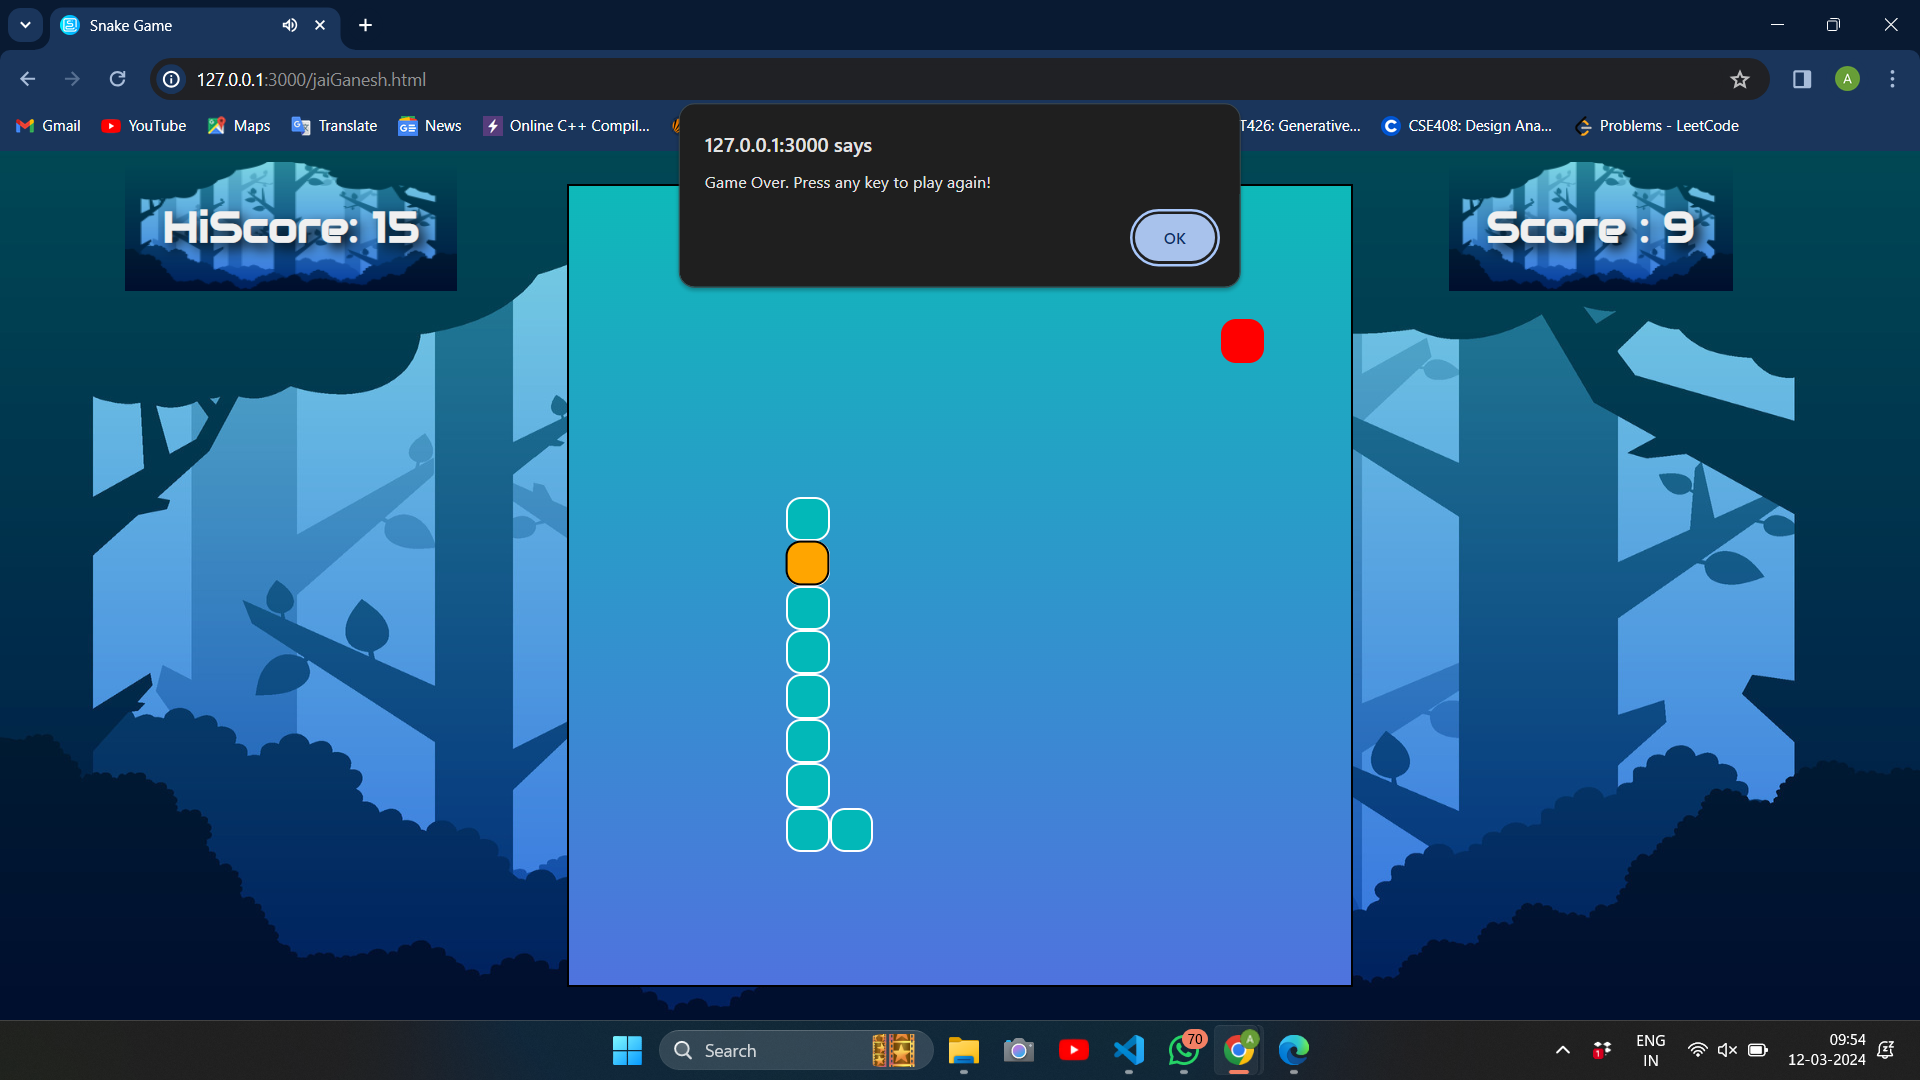 Snake Game
127.0.0.1:3000/jaiGanesh.html
A
Gmail
YouTube
Maps
Translate
News
Online C++ Compil...
T426: Generative...
CSE408: Design Ana...
Problems - LeetCode
127.0.0.1:3000 says
Game Over. Press any key to play again!
OK
HiScore: 15
Score : 9
Search
70
A
1
ENG
IN
09:54
12-03-2024